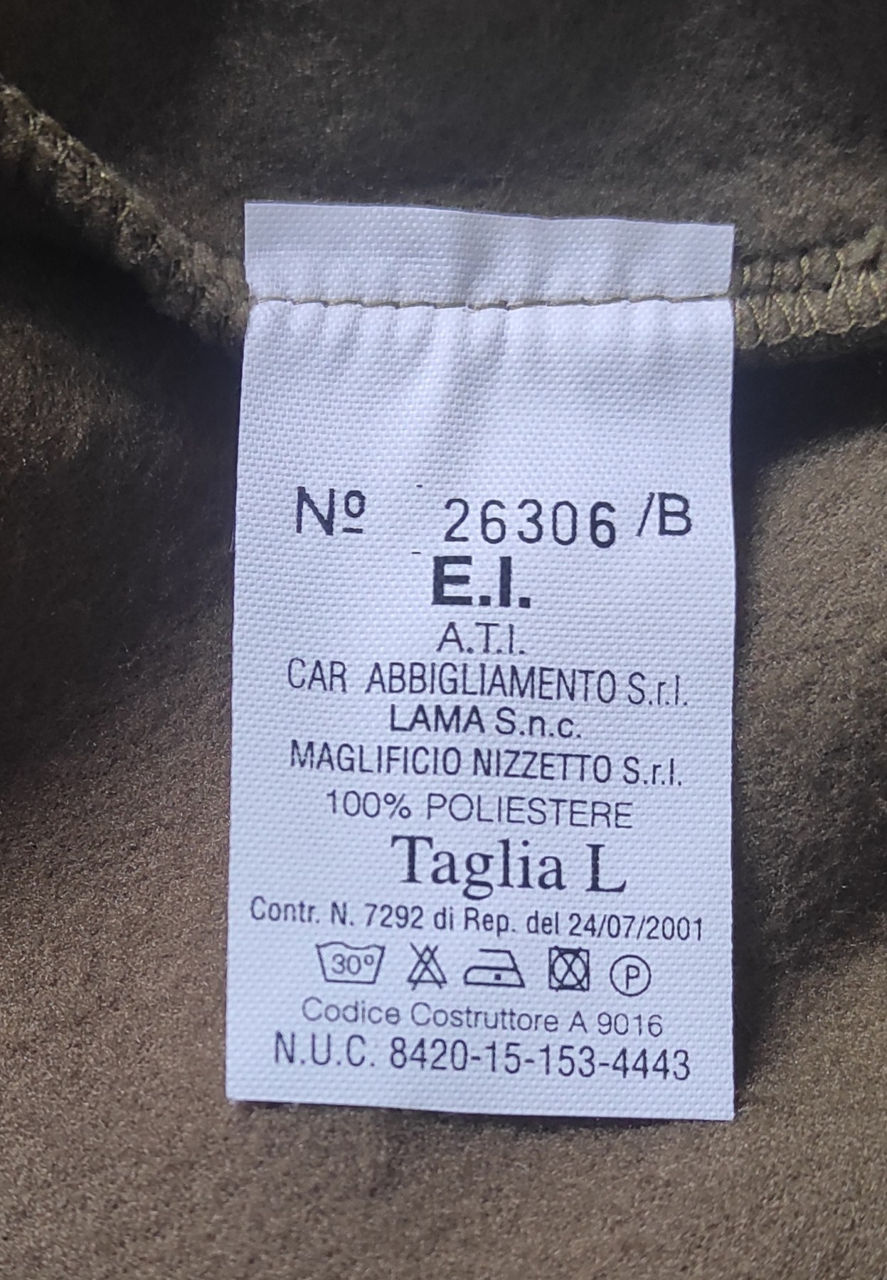 Nº 26306 /B
E.I.
A.T.I.
CAR ABBIGLIAMENTO S.r.l.
LAMA S.n.c.
MAGLIFICIO NIZZETTO S.r.l.
100% POLIESTERE
Taglia L
Contr. N. 7292 di Rep. del 24/07/2001
30° P
Codice Costruttore A 9016
N.U.C. 8420-15-153-4443